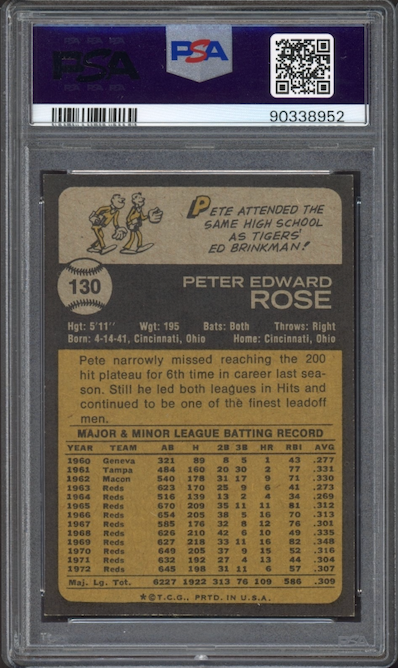 PSA
PSA
90338952
PETE ATTENDED THE
SAME HIGH SCHOOL
AS TIGERS'
ED BRINKMAN!
130
PETER EDWARD
ROSE
Hgt: 5'11" Wgt: 195 Bats: Both Throws: Right
Born: 4-14-41, Cincinnati, Ohio Home: Cincinnati, Ohio
Pete narrowly missed reaching the 200
hit plateau for 6th time in career last sea-
son. Still he led both leagues in Hits and
continued to be one of the finest leadoff
men.
MAJOR & MINOR LEAGUE BATTING RECORD
YEAR TEAM AB H 2B 3B HR RBI AVG
1960 Geneva 321 89 8 5 1 43 .277
1961 Tampa 484 160 20 30 2 77 .331
1962 Macon 540 178 31 17 9 71 .330
1963 Reds 623 170 25 9 6 41 .273
1964 Reds 516 139 13 2 4 34 .269
1965 Reds 670 209 35 11 11 81 .312
1966 Reds 654 205 38 5 16 70 .313
1967 Reds 585 176 32 8 12 76 .301
1968 Reds 626 210 42 6 10 49 .335
1969 Reds 627 218 33 11 16 82 .348
1970 Reds 649 205 37 9 15 52 .316
1971 Reds 632 192 27 4 13 44 .304
1972 Reds 645 198 31 11 6 57 .307
Maj. Lg. Tot. 6227 1922 313 76 109 586 .309
★©T.C.G., PRTD. IN U.S.A.